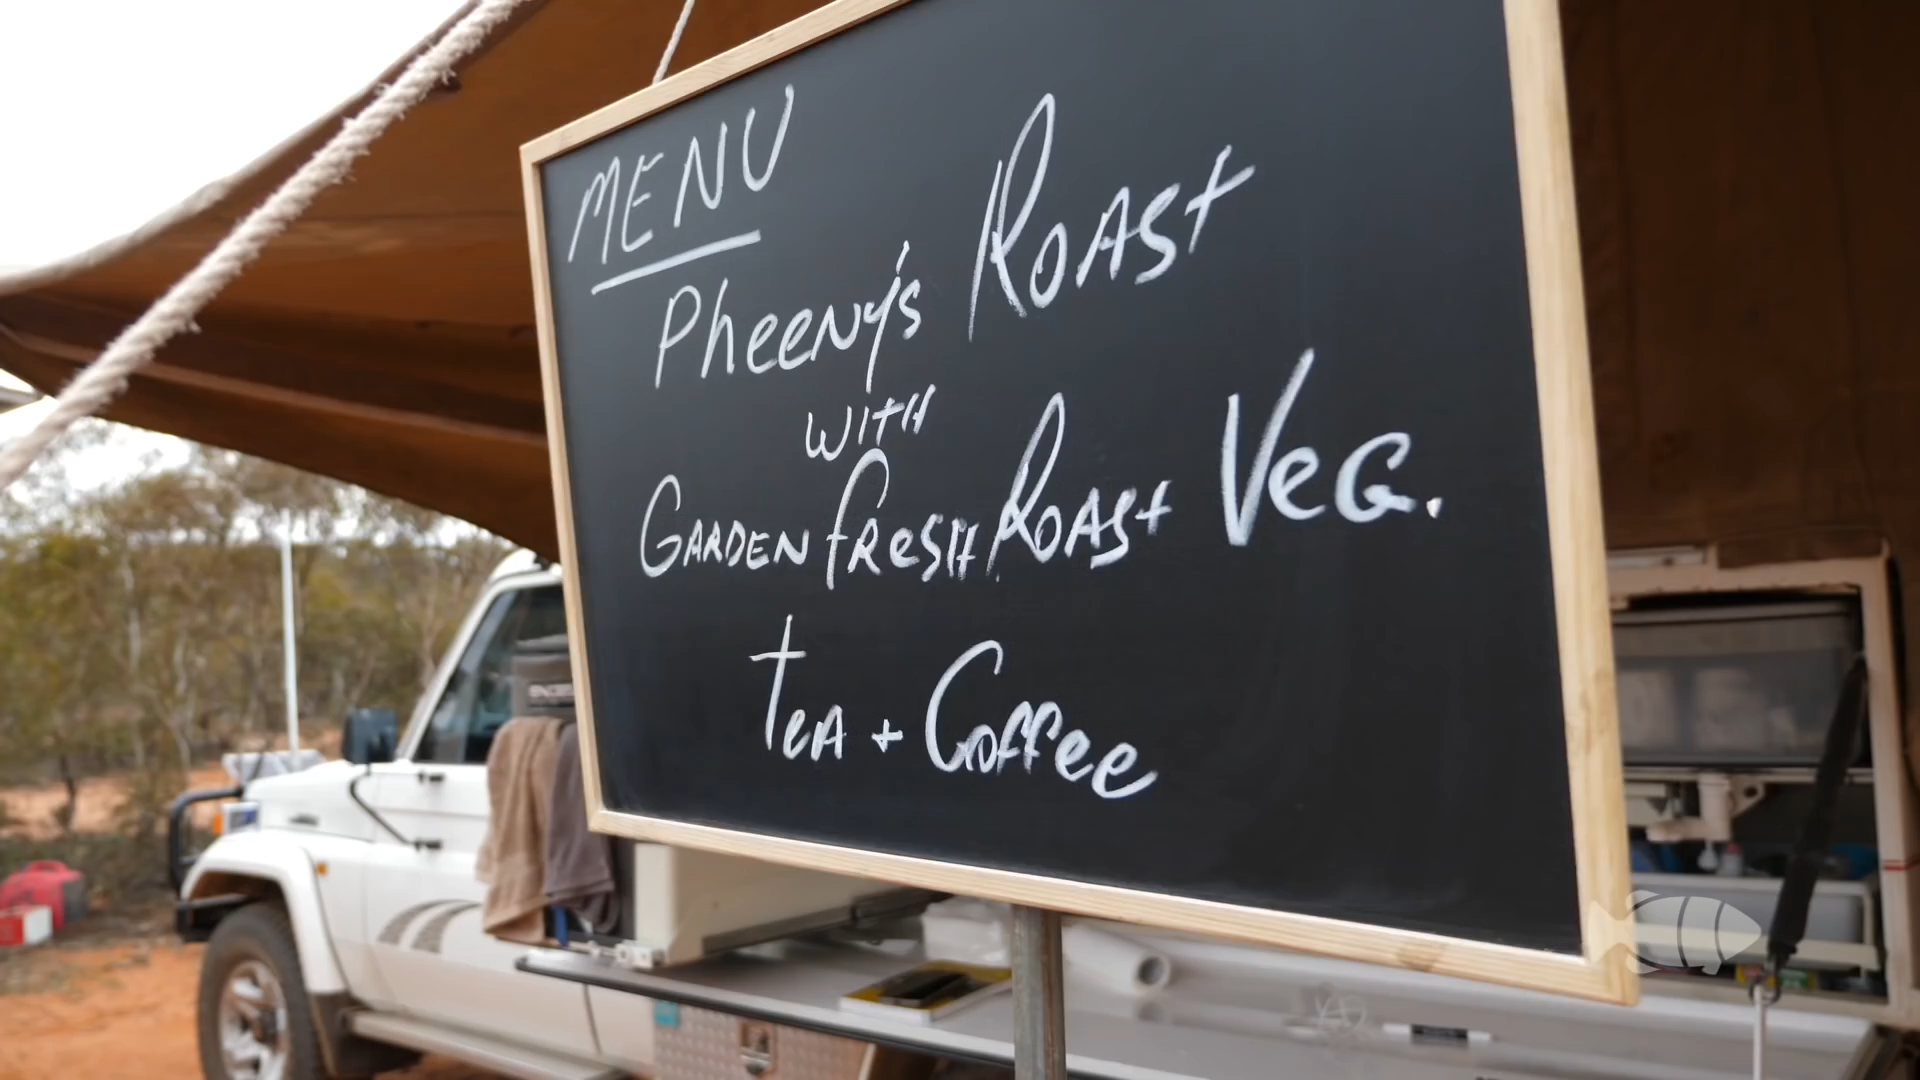 MENU
Pheeny's Roast
with
Garden fresh Roast Veg.
Tea + Coffee